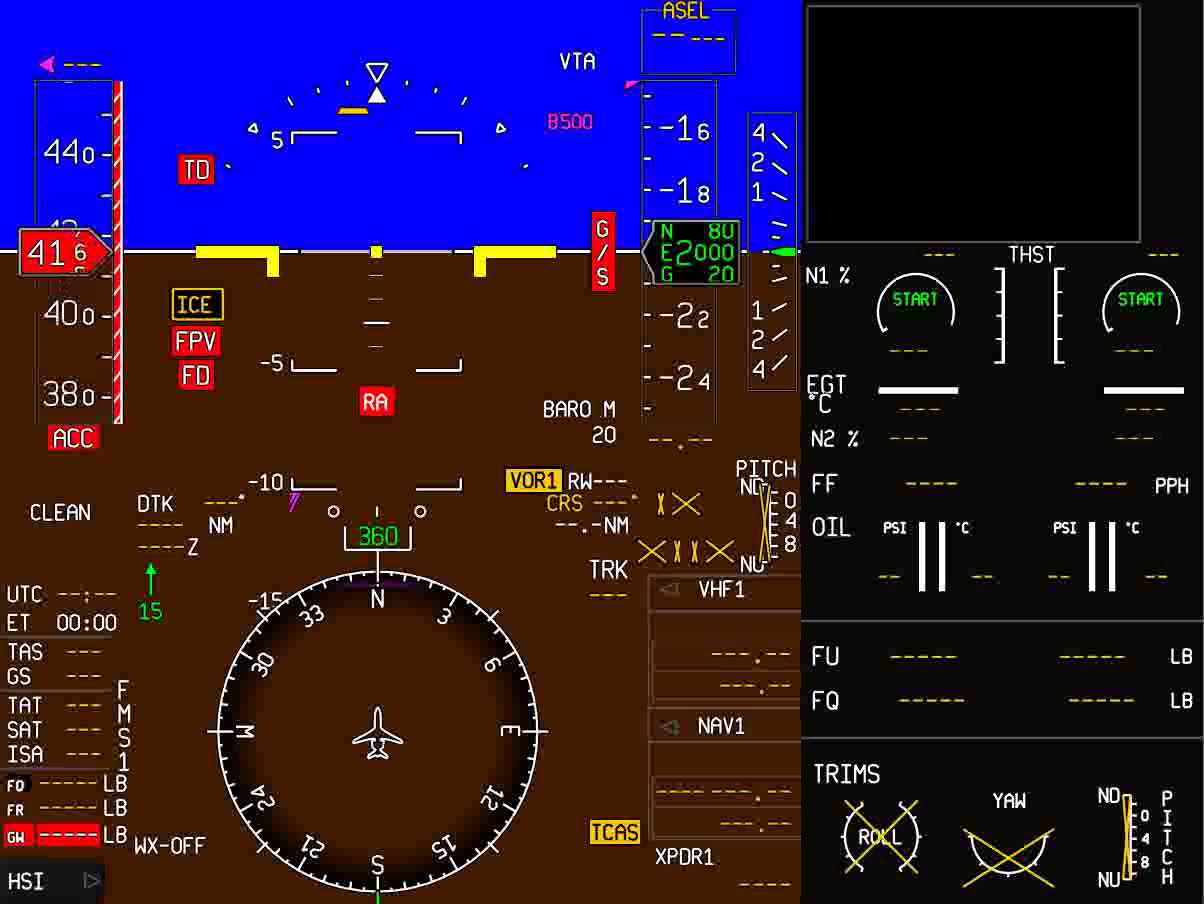 ASEL
-- ---
---
VTA
B500
5
440
TD
-16
-18
4
2
1
41 6
G/S
N 80
E 2000
G 20
ICE
FPV
FD
400
380
-5
RA
ACC
-22
-24
1
2
4
BARO M
20
--.--
-10
VOR1 RW---
CRS ---°
--.-NM
PITCH
ND
0
4
8
NU
CLEAN
DTK ---°
---- NM
----Z
360
TRK
---
15
-15
UTC --:--
ET 00:00
TAS ---
GS ---
TAT ---
SAT ---
ISA ---
FMS1
FQ ----- LB
FR ----- LB
GW ----- LB
WX-OFF
HSI
N
3
6
E
12
15
S
21
24
W
30
33
VHF1
---.--
---.--
NAV1
------.--
---.--
TCAS
XPDR1
----
THST
--- ---
N1 %
START START
--- ---
EGT
°C
--- ---
N2 % --- ---
FF ---- ---- PPH
OIL PSI °C PSI °C
-- -- -- --
FU ----- ----- LB
FQ ----- ----- LB
TRIMS
ROLL
YAW
PITCH
ND
0
4
8
NU